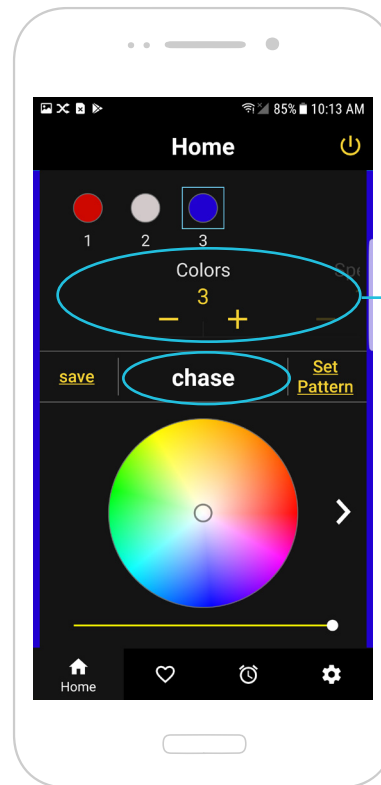 85% 10:13 AM
Home
1 2 3
Colors
3
− +
save chase Set
Pattern
Home